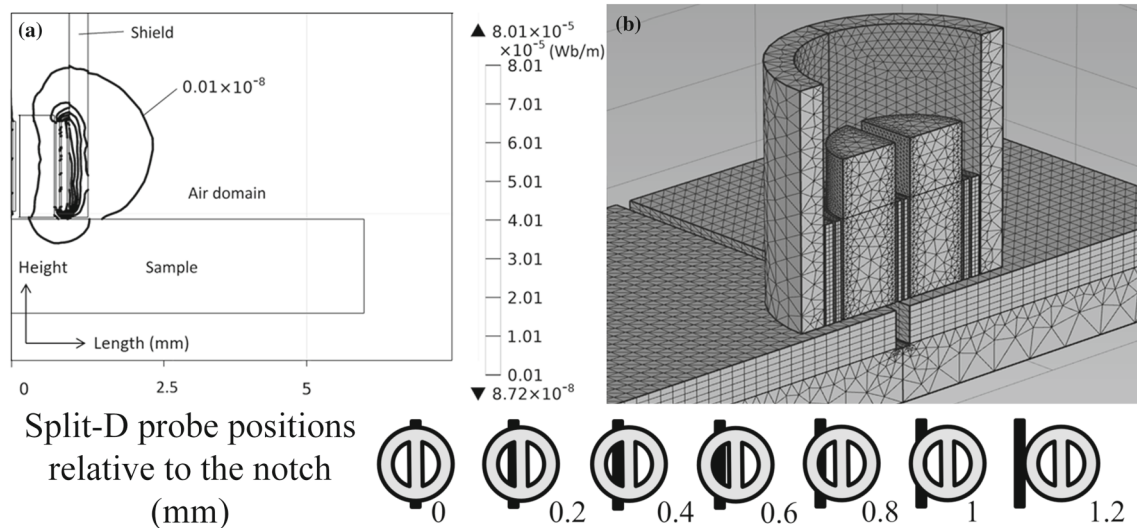 (a)
Shield
0.01×10⁻⁸
Air domain
Height
Sample
Length (mm)
0
2.5
5
8.01×10⁻⁵
×10⁻⁵ (Wb/m)
8.01
7.01
6.01
5.01
4.01
3.01
2.01
1.01
0.01
8.72×10⁻⁸
(b)
Split-D probe positions
relative to the notch
(mm)
0
0.2
0.4
0.6
0.8
1
1.2